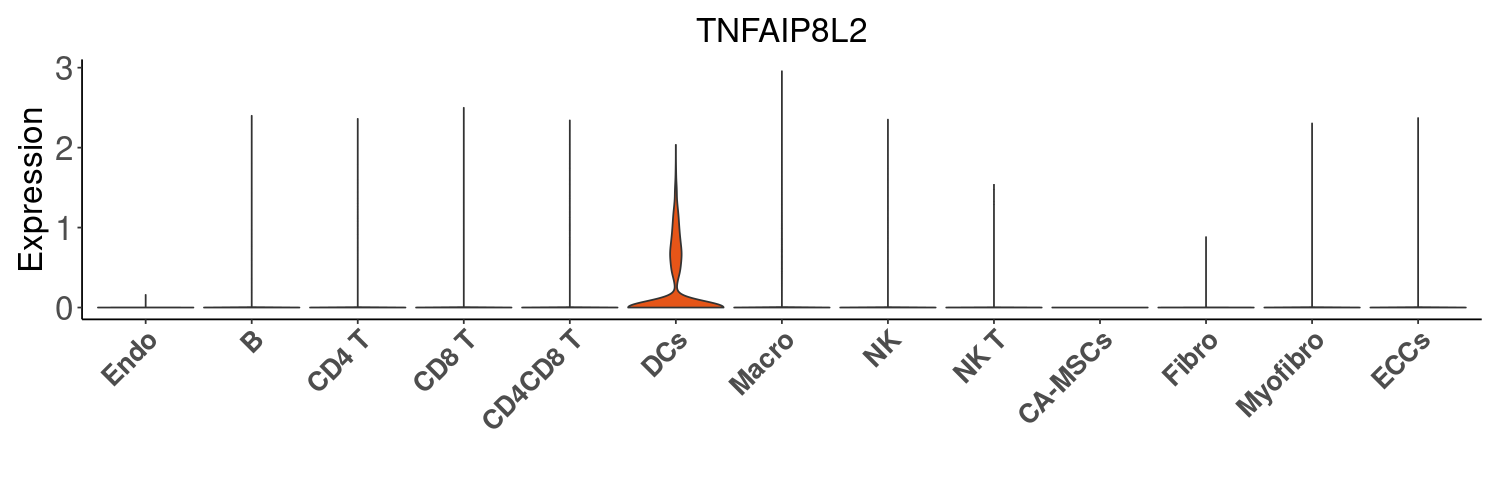 TNFAIP8L2
Expression
3
2
1
0
Endo
B
CD4 T
CD8 T
CD4CD8 T
DCs
Macro
NK
NK T
CA-MSCs
Fibro
Myofibro
ECCs